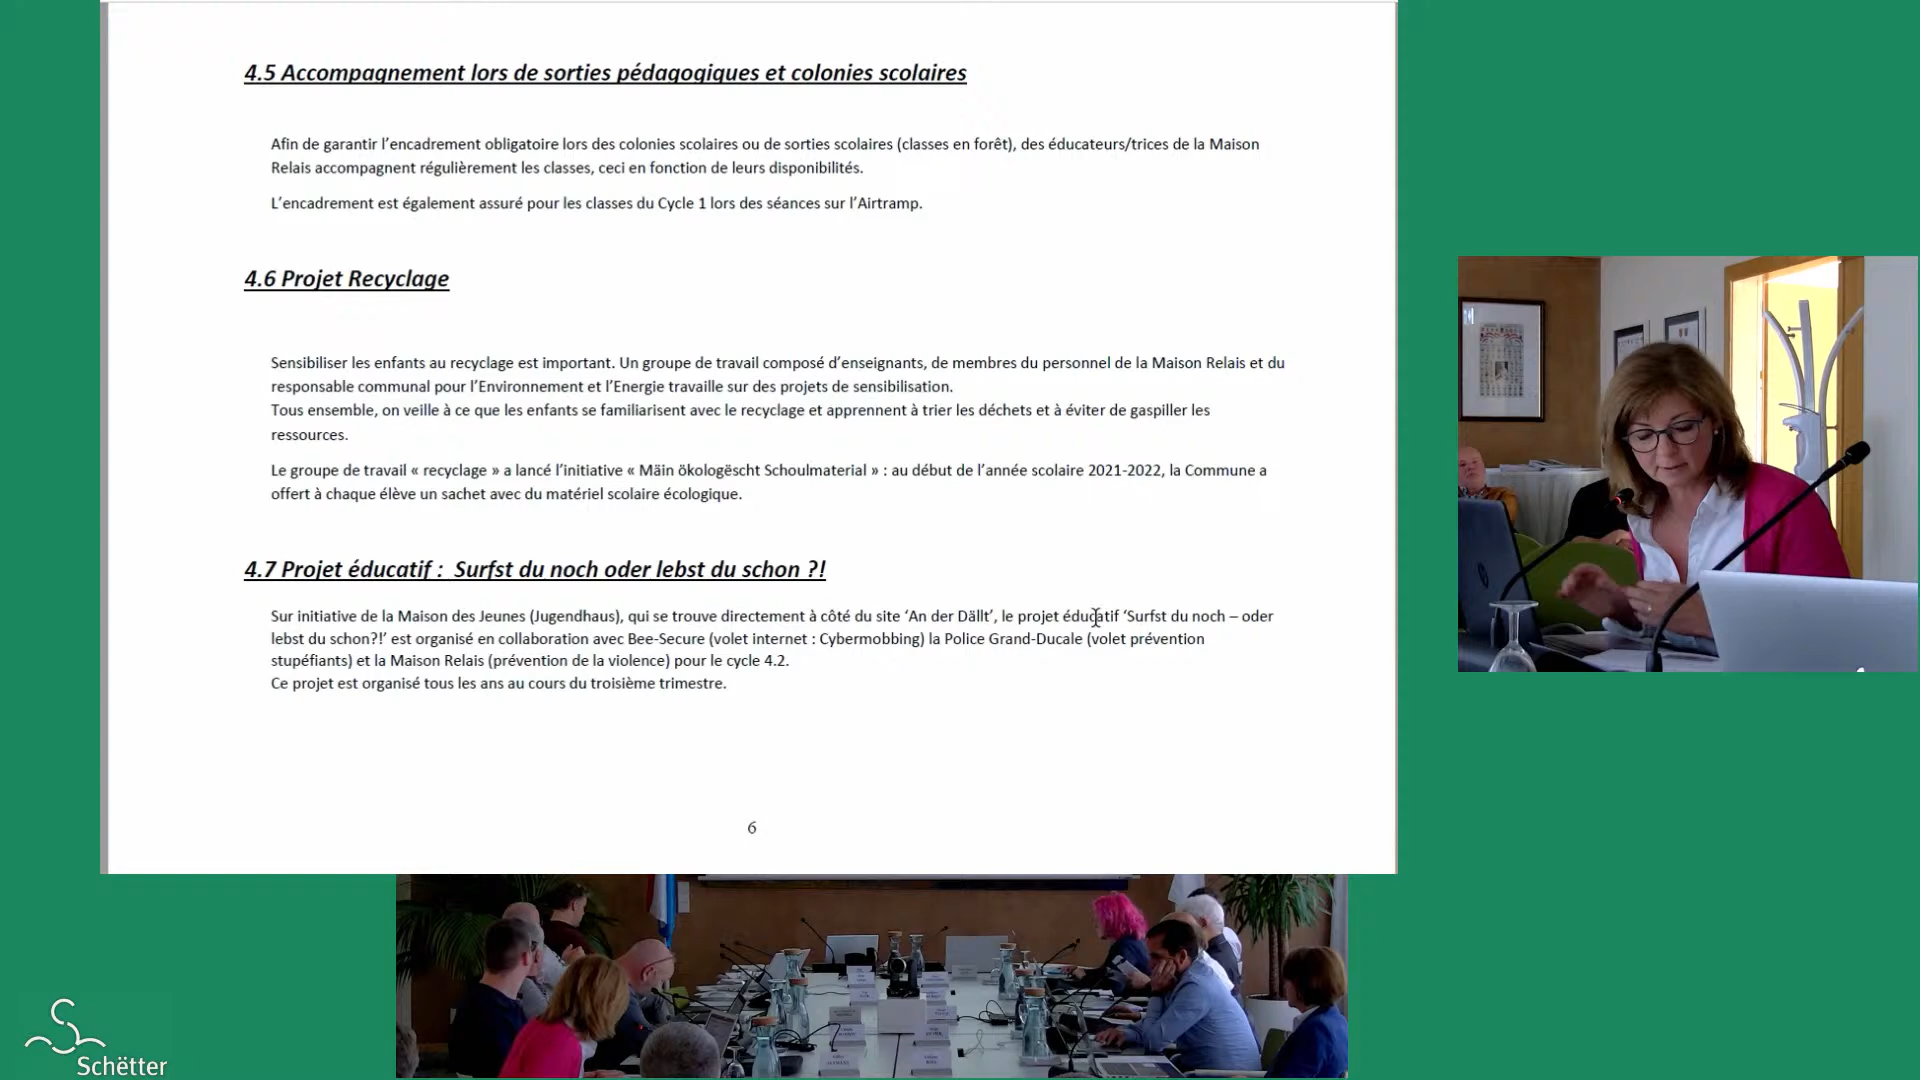 4.5 Accompagnement lors de sorties pédagogiques et colonies scolaires
Afin de garantir l’encadrement obligatoire lors des colonies scolaires ou de sorties scolaires (classes en forêt), des éducateurs/trices de la Maison
Relais accompagnent régulièrement les classes, ceci en fonction de leurs disponibilités.
L’encadrement est également assuré pour les classes du Cycle 1 lors des séances sur l’Airtramp.
4.6 Projet Recyclage
Sensibiliser les enfants au recyclage est important. Un groupe de travail composé d’enseignants, de membres du personnel de la Maison Relais et du
responsable communal pour l’Environnement et l’Energie travaille sur des projets de sensibilisation.
Tous ensemble, on veille à ce que les enfants se familiarisent avec le recyclage et apprennent à trier les déchets et à éviter de gaspiller les
ressources.
Le groupe de travail « recyclage » a lancé l’initiative « Mäin ökologëscht Schoulmaterial » : au début de l’année scolaire 2021-2022, la Commune a
offert à chaque élève un sachet avec du matériel scolaire écologique.
4.7 Projet éducatif : Surfst du noch oder lebst du schon ?!
Sur initiative de la Maison des Jeunes (Jugendhaus), qui se trouve directement à côté du site ‘An der Dällt’, le projet éducatif ‘Surfst du noch – oder
lebst du schon?!’ est organisé en collaboration avec Bee-Secure (volet internet : Cybermobbing) la Police Grand-Ducale (volet prévention
stupéfiants) et la Maison Relais (prévention de la violence) pour le cycle 4.2.
Ce projet est organisé tous les ans au cours du troisième trimestre.
6
Schëtter